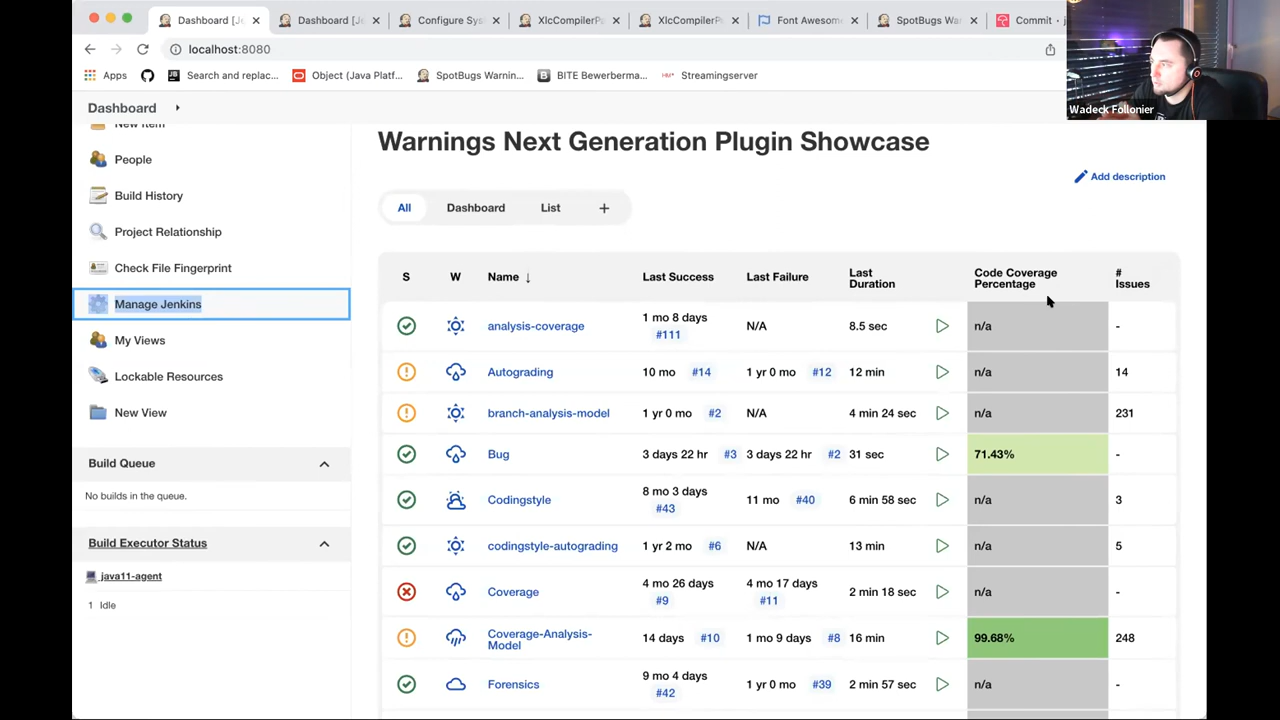 Dashboard [Je
Dashboard [Je
Configure Sys
XlcCompilerPa
XlcCompilerPa
Font Awesome
SpotBugs War
Commit · j
localhost:8080
Apps
Search and replac...
Object (Java Platf...
SpotBugs Warnin...
BITE Bewerberma...
Streamingserver
Wadeck Follonier
Dashboard
New Item
People
Build History
Project Relationship
Check File Fingerprint
Manage Jenkins
My Views
Lockable Resources
New View
Build Queue
No builds in the queue.
Build Executor Status
java11-agent
1 Idle
Warnings Next Generation Plugin Showcase
Add description
All Dashboard List +
S W Name ↓ Last Success Last Failure Last Duration Code Coverage Percentage # Issues
analysis-coverage 1 mo 8 days #111 N/A 8.5 sec n/a -
Autograding 10 mo #14 1 yr 0 mo #12 12 min n/a 14
branch-analysis-model 1 yr 0 mo #2 N/A 4 min 24 sec n/a 231
Bug 3 days 22 hr #3 3 days 22 hr #2 31 sec 71.43% -
Codingstyle 8 mo 3 days #43 11 mo #40 6 min 58 sec n/a 3
codingstyle-autograding 1 yr 2 mo #6 N/A 13 min n/a 5
Coverage 4 mo 26 days #9 4 mo 17 days #11 2 min 18 sec n/a -
Coverage-Analysis-Model 14 days #10 1 mo 9 days #8 16 min 99.68% 248
Forensics 9 mo 4 days #42 1 yr 0 mo #39 2 min 57 sec n/a -